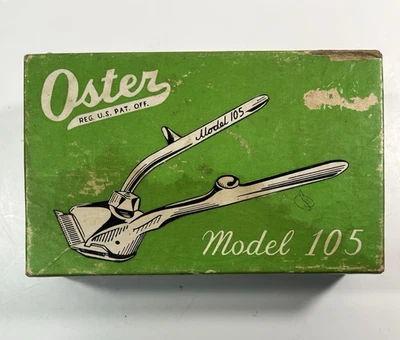 Oster
REG. U.S. PAT. OFF.
Model 105
Model 105